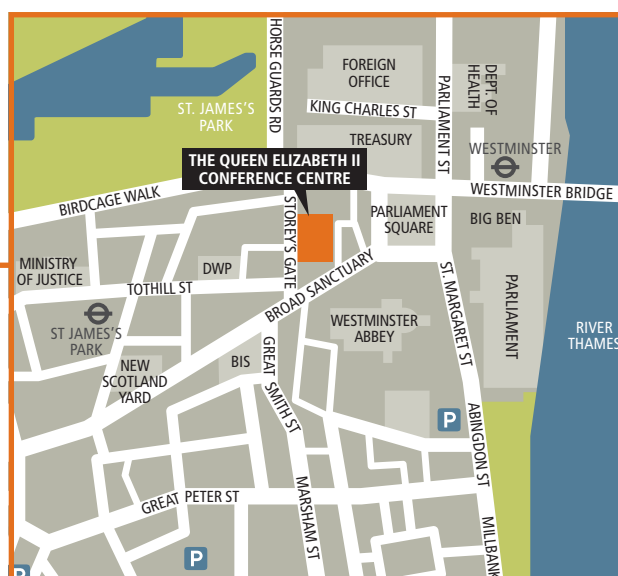 HORSE GUARDS RD
FOREIGN
OFFICE
PARLIAMENT ST
DEPT. OF
HEALTH
ST. JAMES'S
PARK
KING CHARLES ST
TREASURY
WESTMINSTER
THE QUEEN ELIZABETH II
CONFERENCE CENTRE
BIRDCAGE WALK
WESTMINSTER BRIDGE
STOREY'S GATE
PARLIAMENT
SQUARE
BIG BEN
MINISTRY
OF JUSTICE
DWP
BROAD SANCTUARY
ST. MARGARET ST
PARLIAMENT
TOTHILL ST
ST JAMES'S
PARK
WESTMINSTER
ABBEY
RIVER
THAMES
NEW
SCOTLAND
YARD
BIS
GREAT SMITH ST
P
ABINGDON ST
GREAT PETER ST
MARSHAM ST
MILLBANK
P
P